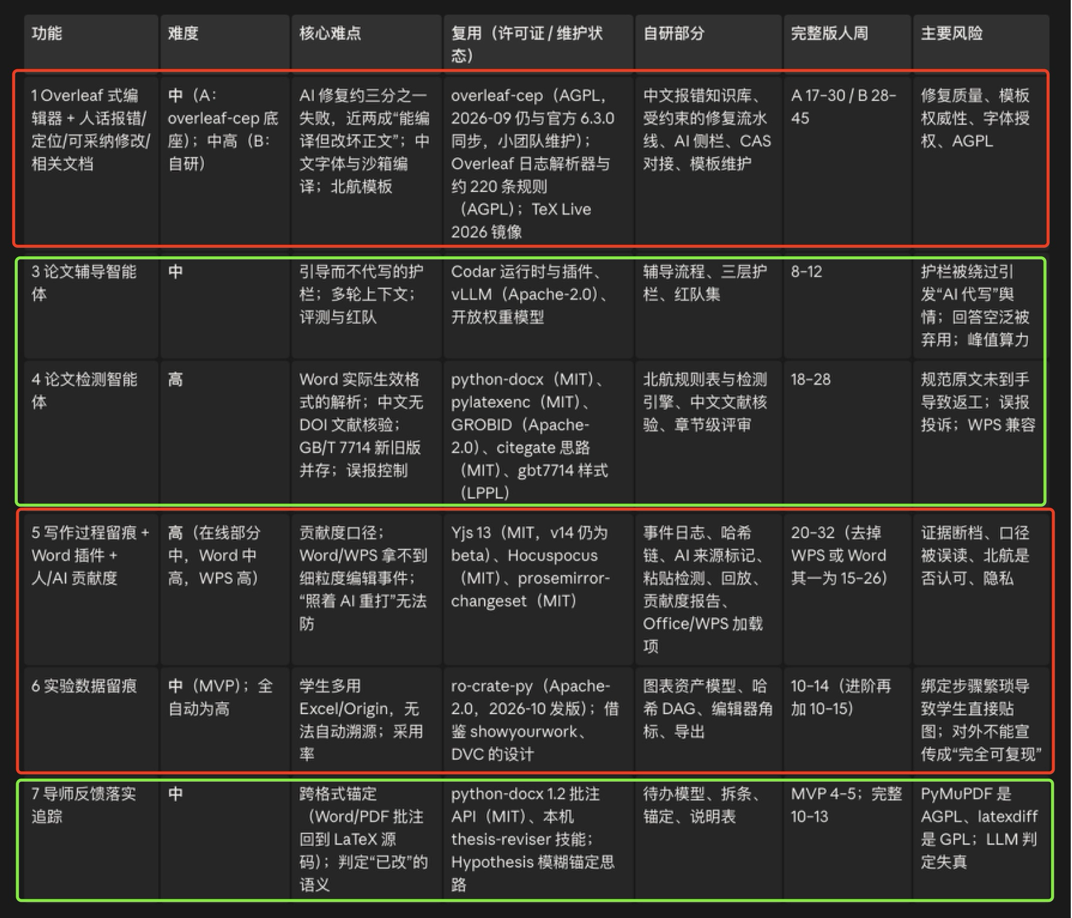 功能
难度
核心难点
复用（许可证 / 维护状
态）
自研部分
完整版人周
主要风险
1 Overleaf 式编
辑器 + 人话报错/
定位/可采纳修改/
相关文档
中（A：
overleaf-cep 底
座）；中高（B：
自研）
AI 修复约三分之一
失败，近两成“能编
译但改坏正文”；中
文字体与沙箱编
译；北航模板
overleaf-cep（AGPL，
2026-09 仍与官方 6.3.0
同步，小团队维护）；
Overleaf 日志解析器与
约 220 条规则
（AGPL）；TeX Live
2026 镜像
中文报错知识库、
受约束的修复流水
线、AI 侧栏、CAS
对接、模板维护
A 17-30 / B 28-
45
修复质量、模板
权威性、字体授
权、AGPL
3 论文辅导智能
体
中
引导而不代写的护
栏；多轮上下文；
评测与红队
Codar 运行时与插件、
vLLM（Apache-2.0）、
开放权重模型
辅导流程、三层护
栏、红队集
8-12
护栏被绕过引
发“AI 代写”舆
情；回答空泛被
弃用；峰值算力
4 论文检测智能
体
高
Word 实际生效格
式的解析；中文无
DOI 文献核验；
GB/T 7714 新旧版
并存；误报控制
python-docx（MIT）、
pylatexenc（MIT）、
GROBID（Apache-
2.0）、citegate 思路
（MIT）、gbt7714 样式
（LPPL）
北航规则表与检测
引擎、中文文献核
验、章节级评审
18-28
规范原文未到手
导致返工；误报
投诉；WPS 兼容
5 写作过程留痕 +
Word 插件 +
人/AI 贡献度
高（在线部分
中，Word 中
高，WPS 高）
贡献度口径；
Word/WPS 拿不到
细粒度编辑事件；
“照着 AI 重打”无法
防
Yjs 13（MIT，v14 仍为
beta）、Hocuspocus
（MIT）、prosemirror-
changeset（MIT）
事件日志、哈希
链、AI 来源标记、
粘贴检测、回放、
贡献度报告、
Office/WPS 加载
项
20-32（去掉
WPS 或 Word
其一为 15-26）
证据断档、口径
被误读、北航是
否认可、隐私
6 实验数据留痕
中（MVP）；全
自动为高
学生多用
Excel/Origin，无
法自动溯源；采用
率
ro-crate-py（Apache-
2.0，2026-10 发版）；借
鉴 showyourwork、
DVC 的设计
图表资产模型、哈
希 DAG、编辑器角
标、导出
10-14（进阶再
加 10-15）
绑定步骤繁琐导
致学生直接贴
图；对外不能宣
传成“完全可复现”
7 导师反馈落实
追踪
中
跨格式锚定
（Word/PDF 批注
回到 LaTeX 源
码）；判定“已改”的
语义
python-docx 1.2 批注
API（MIT）、本机
thesis-reviser 技能；
Hypothesis 模糊锚定思
路
待办模型、拆条、
锚定、说明表
MVP 4-5；完整
10-13
PyMuPDF 是
AGPL、latexdiff
是 GPL；LLM 判
定失真